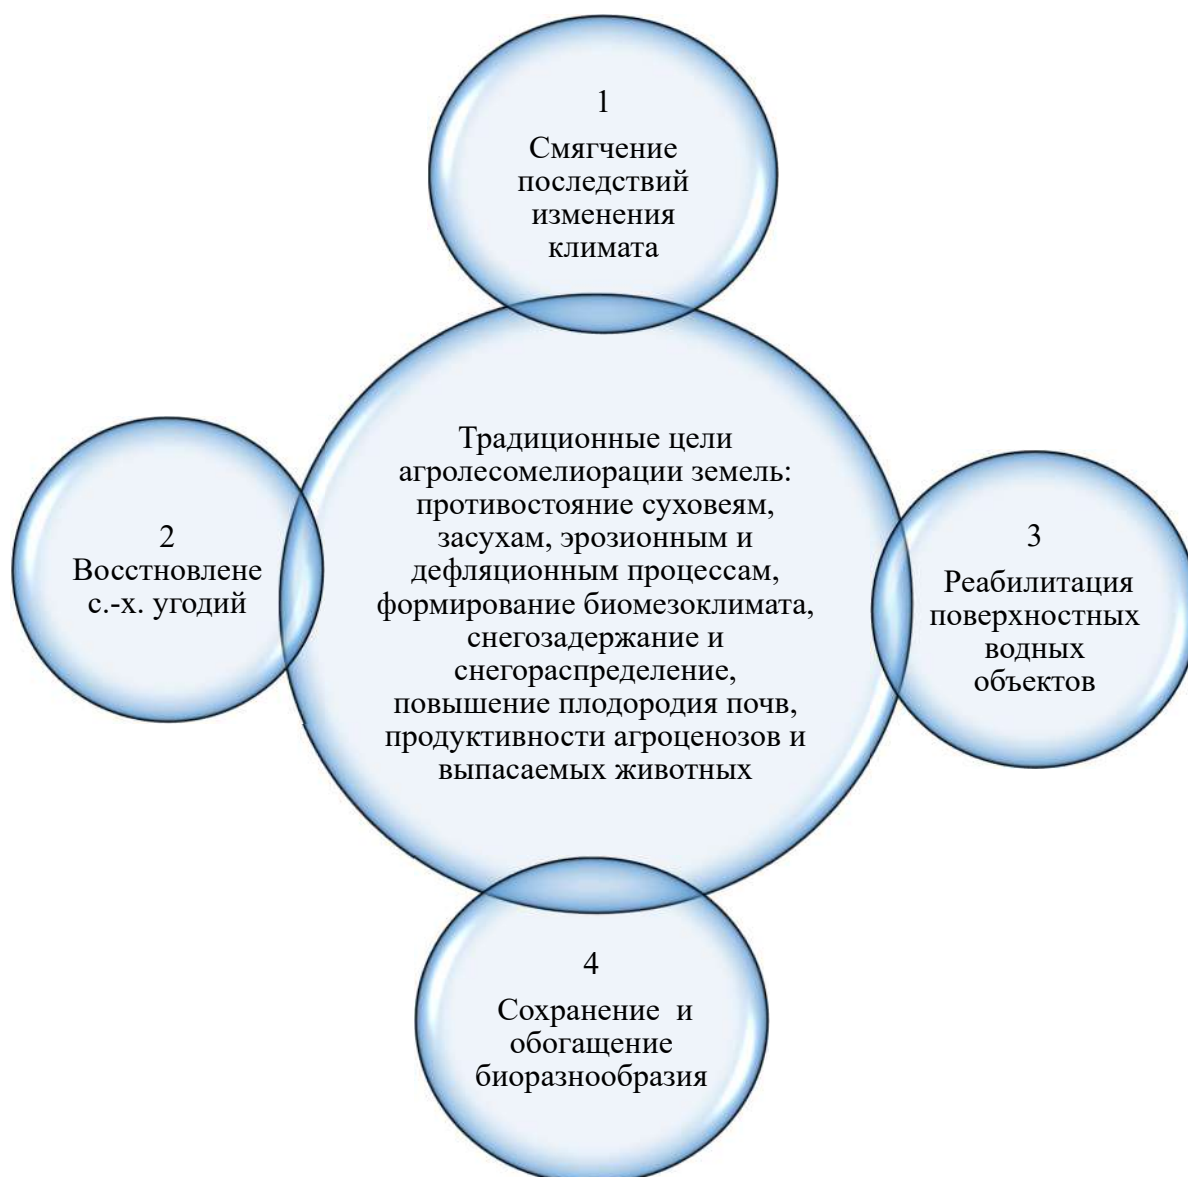 1
Смягчение
последствий
изменения
климата
Традиционные цели
агролесомелиорации земель:
противостояние суховеям,
засухам, эрозионным и
дефляционным процессам,
формирование биомезоклимата,
снегозадержание и
снегораспределение,
повышение плодородия почв,
продуктивности агроценозов и
выпасаемых животных
2
Восстновлене
с.-х. угодий
3
Реабилитация
поверхностных
водных
объектов
4
Сохранение и
обогащение
биоразнообразия